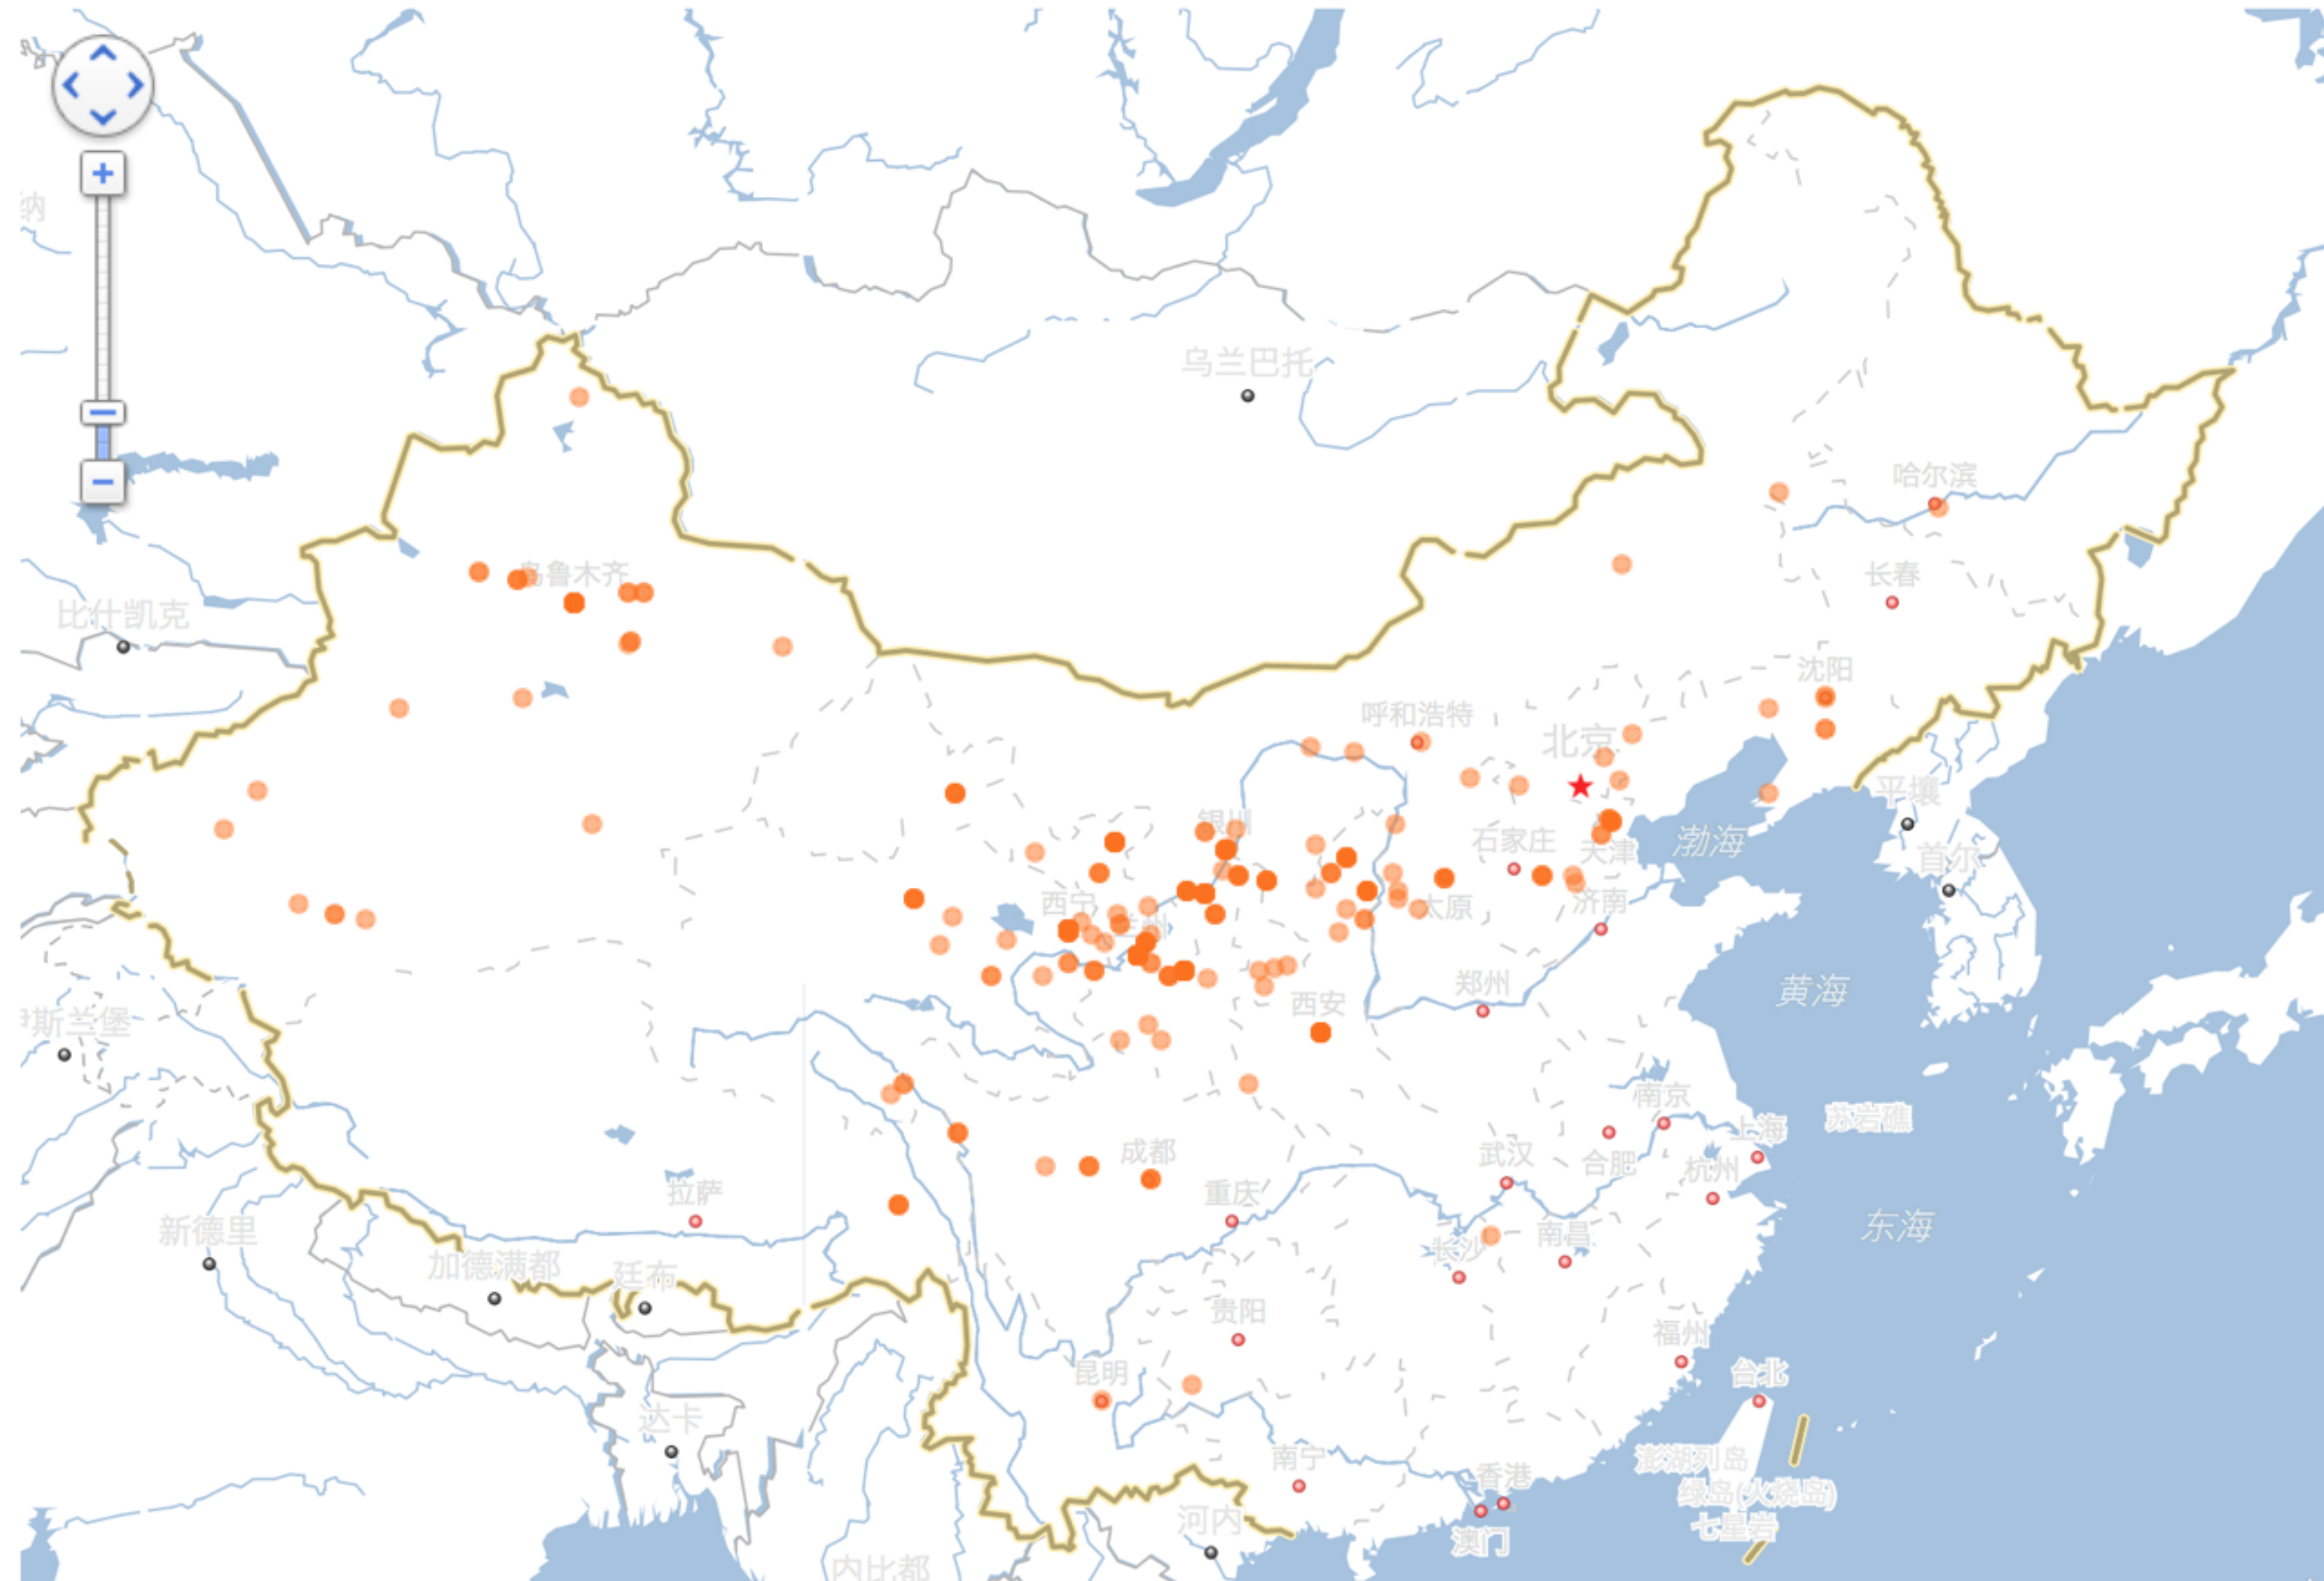 纳
乌兰巴托
哈尔滨
乌鲁木齐
长春
比什凯克
沈阳
呼和浩特
北京
平壤
银川
石家庄
天津
渤海
首尔
西宁
太原
济南
兰州
黄海
郑州
西安
斯兰堡
南京
苏岩礁
上海
成都
武汉
合肥
杭州
拉萨
重庆
新德里
东海
长沙
南昌
加德满都
廷布
贵阳
福州
昆明
台北
达卡
南宁
澎湖列岛
香港
绿岛(火烧岛)
河内
七星岩
澳门
内比都